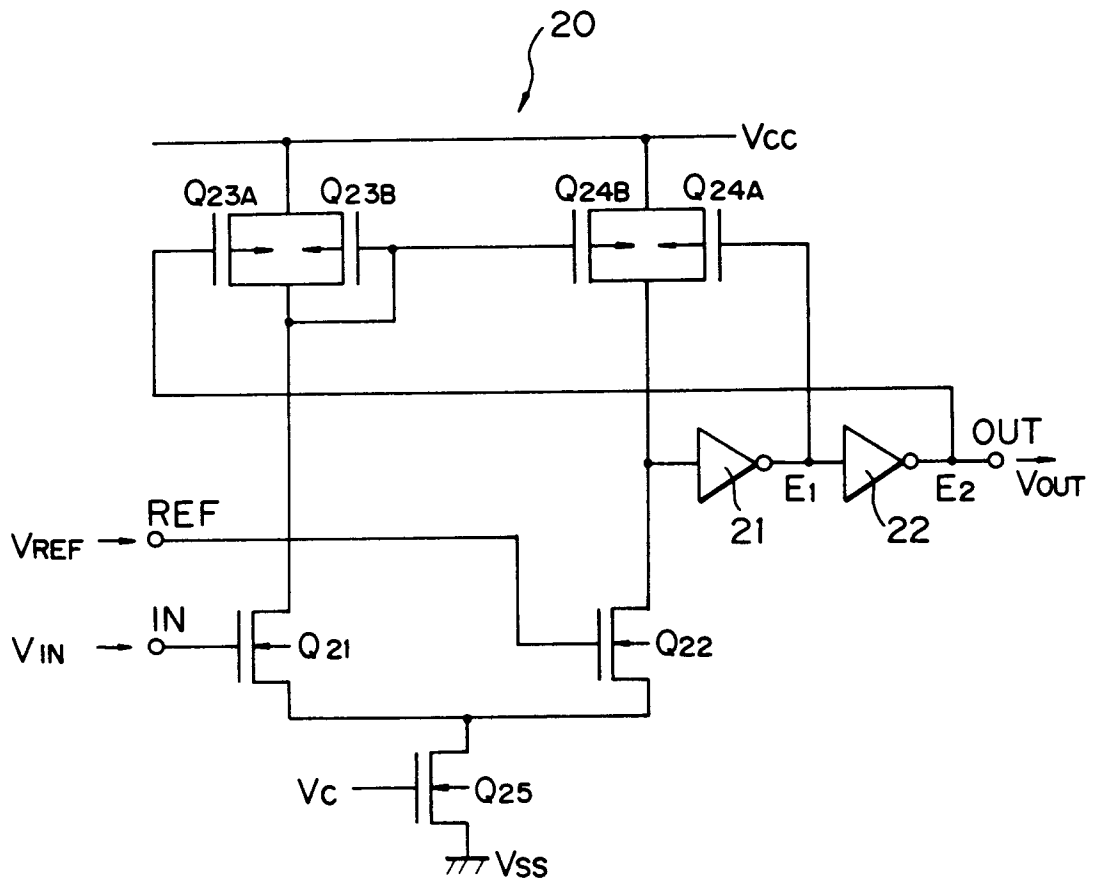 20
VCC
Q23A
Q23B
Q24B
Q24A
OUT
VOUT
E1
E2
21
22
REF
VREF
IN
VIN
Q21
Q22
VC
Q25
VSS